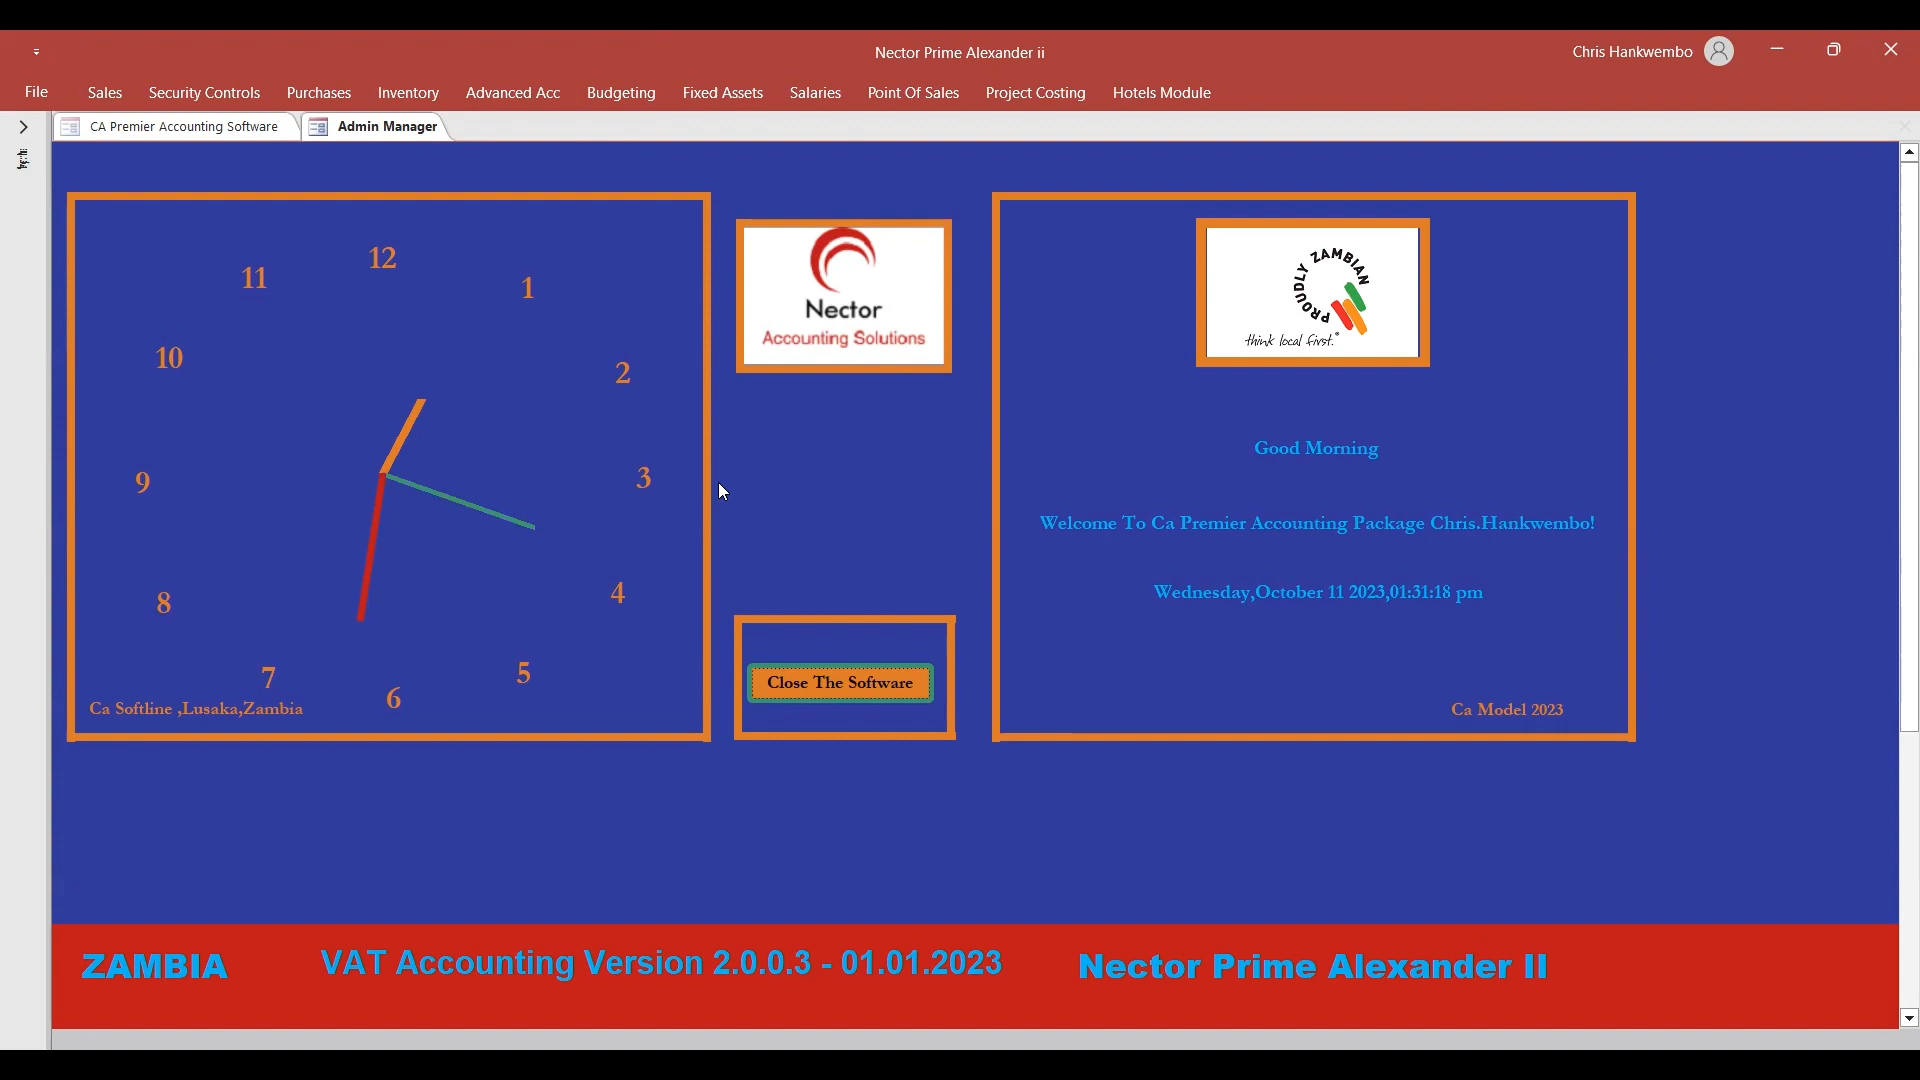 Nector Prime Alexander ii
Chris Hankwembo
File Sales Security Controls Purchases Inventory Advanced Acc Budgeting Fixed Assets Salaries Point Of Sales Project Costing Hotels Module
CA Premier Accounting Software
Admin Manager
12
1
2
3
4
5
6
7
8
9
10
11
Ca Softline ,Lusaka,Zambia
Nector
Accounting Solutions
Close The Software
PROUDLY ZAMBIAN
think local first.®
Good Morning
Welcome To Ca Premier Accounting Package Chris.Hankwembo!
Wednesday,October 11 2023,01:31:18 pm
Ca Model 2023
ZAMBIA
VAT Accounting Version 2.0.0.3 - 01.01.2023
Nector Prime Alexander II